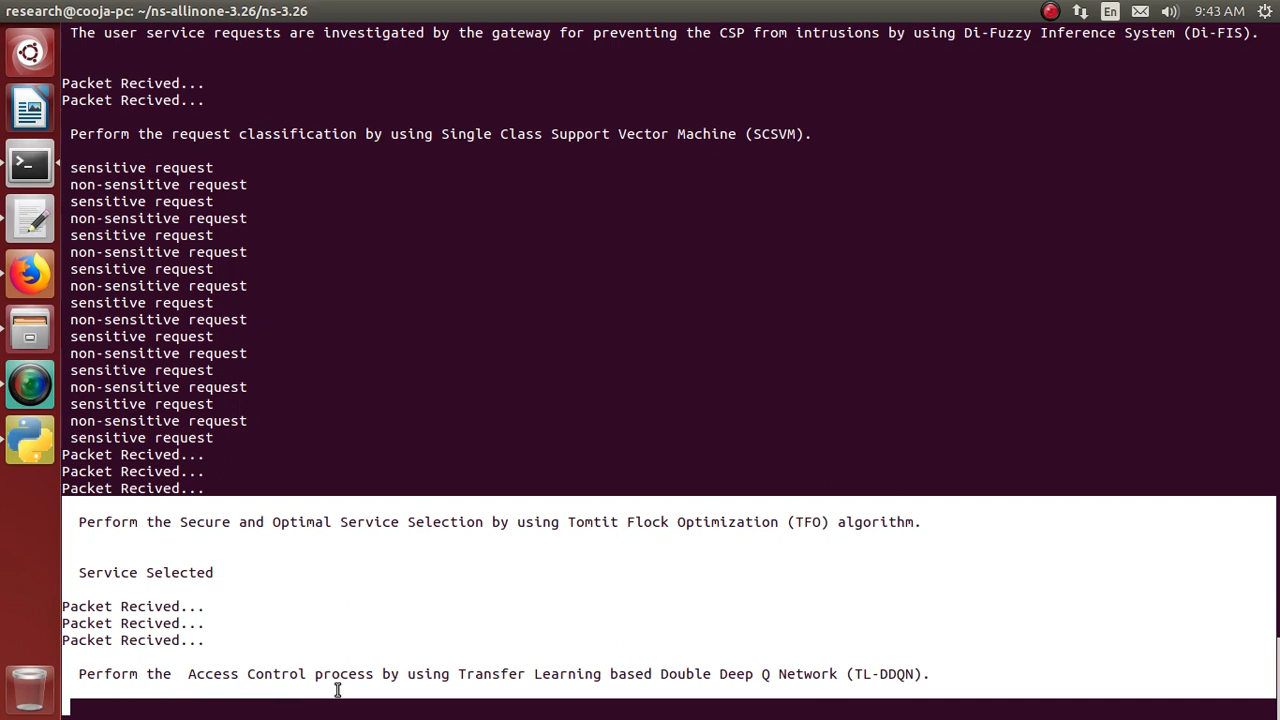 research@cooja-pc: ~/ns-allinone-3.26/ns-3.26
En
9:43 AM
The user service requests are investigated by the gateway for preventing the CSP from intrusions by using Di-Fuzzy Inference System (Di-FIS).
Packet Recived...
Packet Recived...
Perform the request classification by using Single Class Support Vector Machine (SCSVM).
sensitive request
non-sensitive request
sensitive request
non-sensitive request
sensitive request
non-sensitive request
sensitive request
non-sensitive request
sensitive request
non-sensitive request
sensitive request
non-sensitive request
sensitive request
non-sensitive request
sensitive request
non-sensitive request
sensitive request
Packet Recived...
Packet Recived...
Packet Recived...
Perform the Secure and Optimal Service Selection by using Tomtit Flock Optimization (TFO) algorithm.
Service Selected
Packet Recived...
Packet Recived...
Packet Recived...
Perform the  Access Control process by using Transfer Learning based Double Deep Q Network (TL-DDQN).